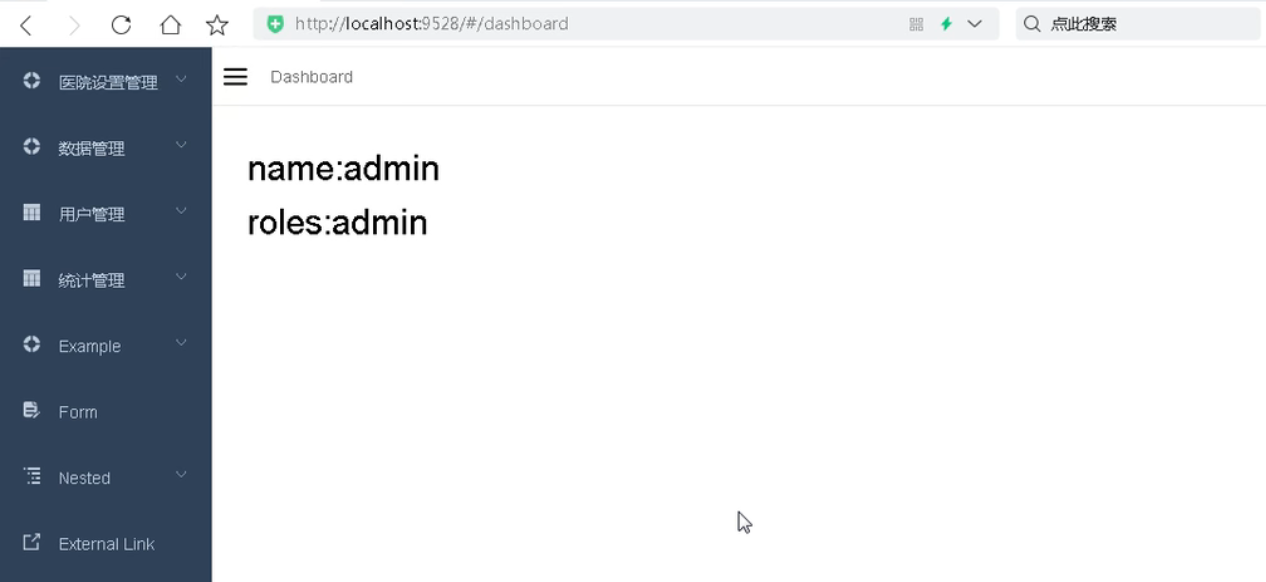 http://localhost:9528/#/dashboard
点此搜索
医院设置管理
Dashboard
数据管理
name:admin
用户管理
roles:admin
统计管理
Example
Form
Nested
External Link